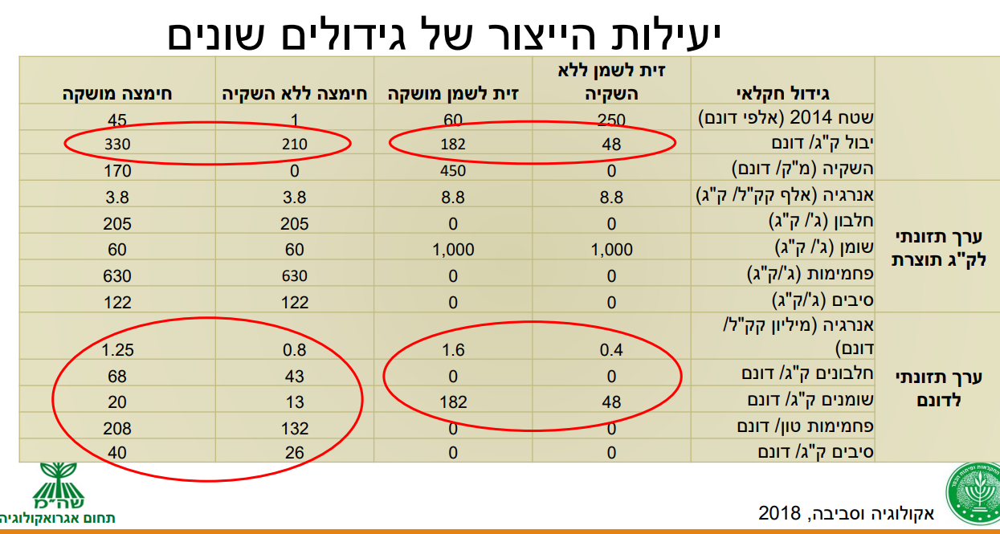 יעילות הייצור של גידולים שונים
גידול חקלאי זית לשמן ללא השקיה זית לשמן מושקה חימצה ללא השקיה חימצה מושקה
שטח 2014 (אלפי דונם) 250 60 1 45
יבול ק"ג/ דונם 48 182 210 330
השקיה (מ"ק/ דונם) 0 450 0 170
ערך תזונתי לק"ג תוצרת
אנרגיה (אלף קק"ל/ ק"ג) 8.8 8.8 3.8 3.8
חלבון (ג'/ ק"ג) 0 0 205 205
שומן (ג'/ ק"ג) 1,000 1,000 60 60
פחמימות (ג'/ק"ג) 0 0 630 630
סיבים (ג'/ק"ג) 0 0 122 122
ערך תזונתי לדונם
אנרגיה (מיליון קק"ל/ דונם) 0.4 1.6 0.8 1.25
חלבונים ק"ג/ דונם 0 0 43 68
שומנים ק"ג/ דונם 48 182 13 20
פחמימות טון/ דונם 0 0 132 208
סיבים ק"ג/ דונם 0 0 26 40
אקולוגיה וסביבה, 2018
שה"מ
תחום אגרואקולוגיה